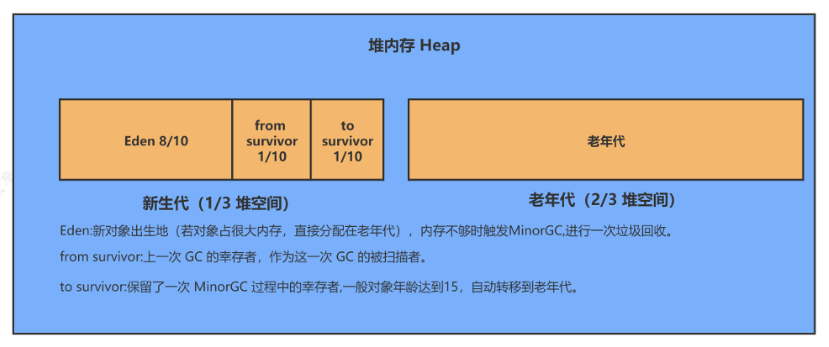 堆内存 Heap
Eden 8/10
from
survivor
1/10
to
survivor
1/10
老年代
新生代（1/3 堆空间）
老年代（2/3 堆空间）
Eden:新对象出生地（若对象占很大内存，直接分配在老年代），内存不够时触发MinorGC,进行一次垃圾回收。
from survivor:上一次 GC 的幸存者，作为这一次 GC 的被扫描者。
to survivor:保留了一次 MinorGC 过程中的幸存者,一般对象年龄达到15，自动转移到老年代。